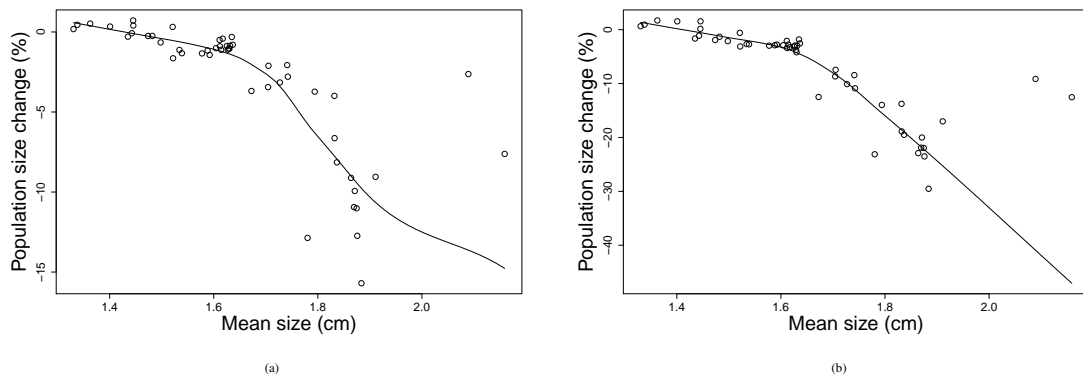 Population size change (%)
0
−5
−10
−15
1.4 1.6 1.8 2.0
Mean size (cm)
(a)
Population size change (%)
0
−10
−20
−30
−40
1.4 1.6 1.8 2.0
Mean size (cm)
(b)